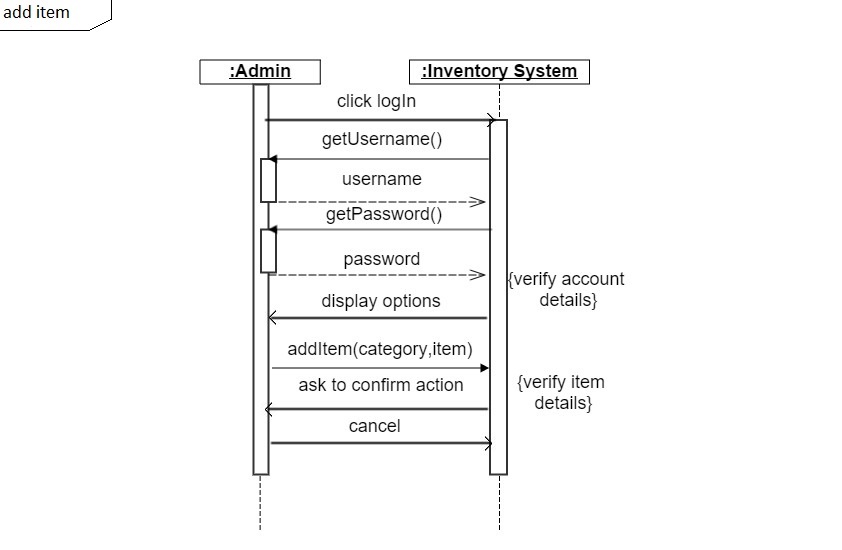 add item
:Admin
:Inventory System
click logIn
getUsername()
username
getPassword()
password
{verify account
details}
display options
addItem(category,item)
ask to confirm action
{verify item
details}
cancel